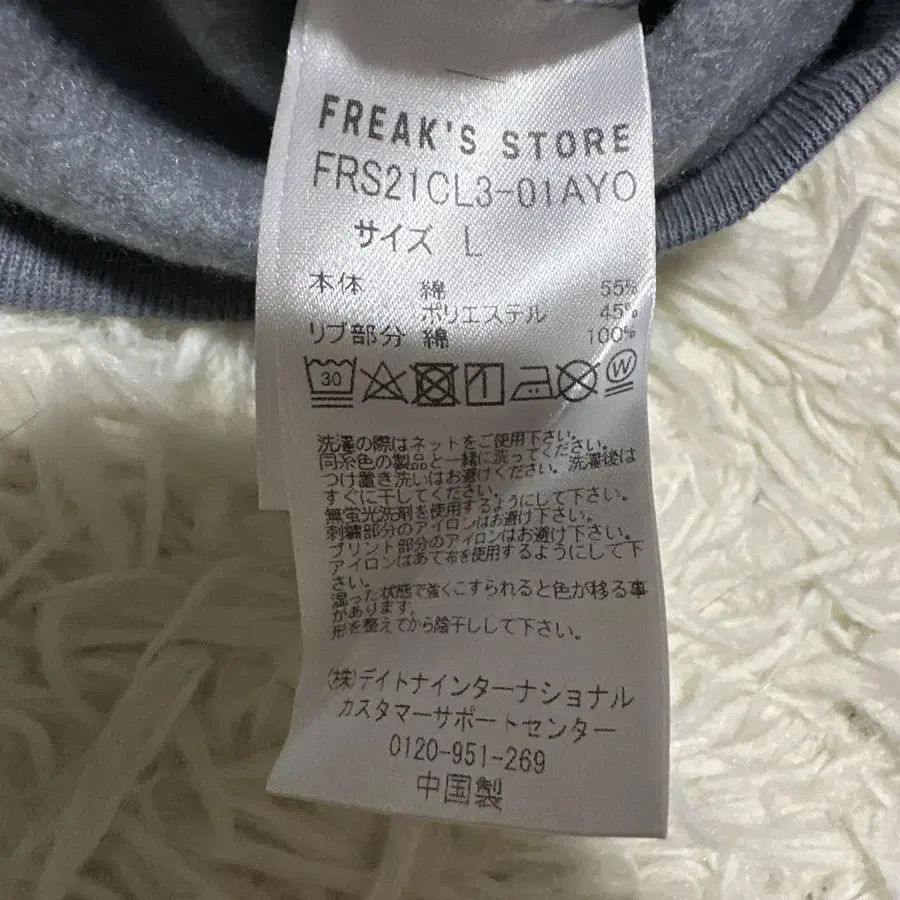 FREAK'S STORE
FRS21CL3-01AYO
サイズ L
本体 綿 55%
ポリエステル 45%
リブ部分 綿 100%
30 W
洗濯の際はネットをご使用下さい。
同系色の製品と一緒に洗ってください。
つけ置き洗いはお避けください。洗濯後は
すぐに干してください。
無蛍光洗剤を使用するようにして下さい。
刺繍部分のアイロンはお避け下さい。
プリント部分のアイロンはお避け下さい。
アイロンはあて布を使用するようにして下
さい。
湿った状態で強くこすられると色が移る事
があります。
形を整えてから陰干しして下さい。
(株)デイトナインターナショナル
カスタマーサポートセンター
0120-951-269
中国製